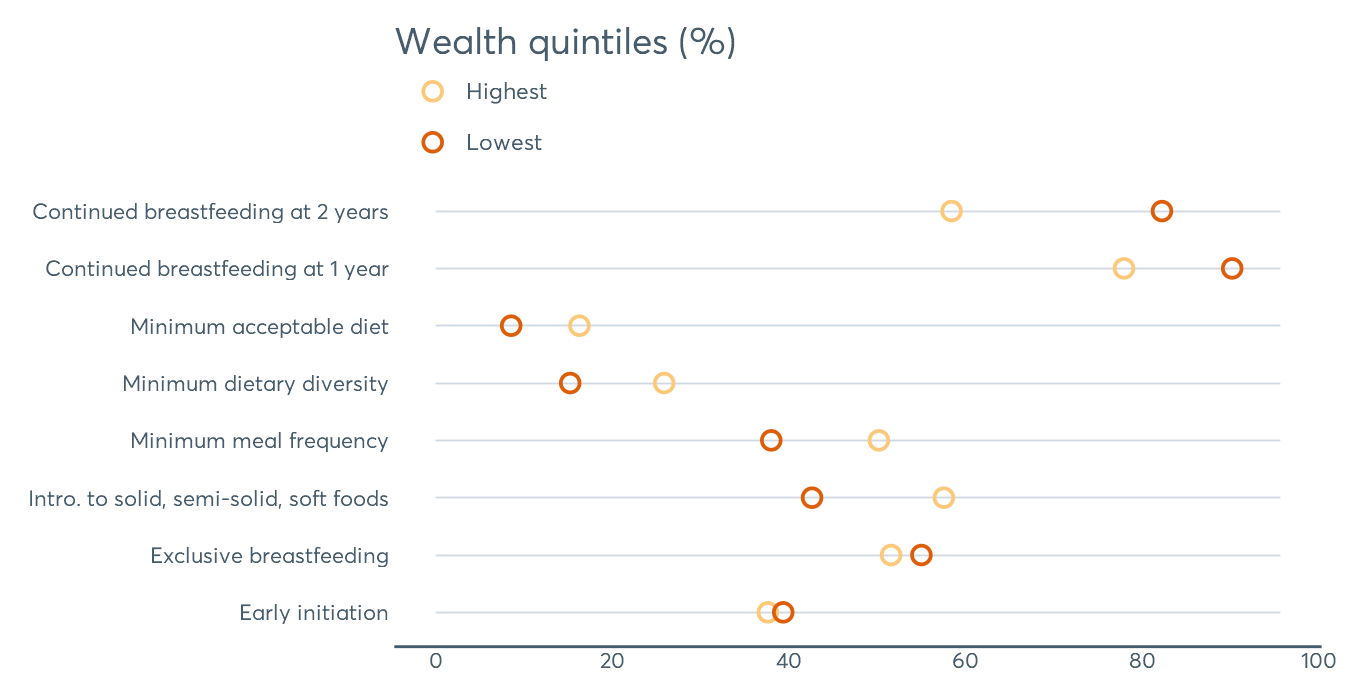 Wealth quintiles (%)
Highest
Lowest
Continued breastfeeding at 2 years
Continued breastfeeding at 1 year
Minimum acceptable diet
Minimum dietary diversity
Minimum meal frequency
Intro. to solid, semi-solid, soft foods
Exclusive breastfeeding
Early initiation
0 20 40 60 80 100